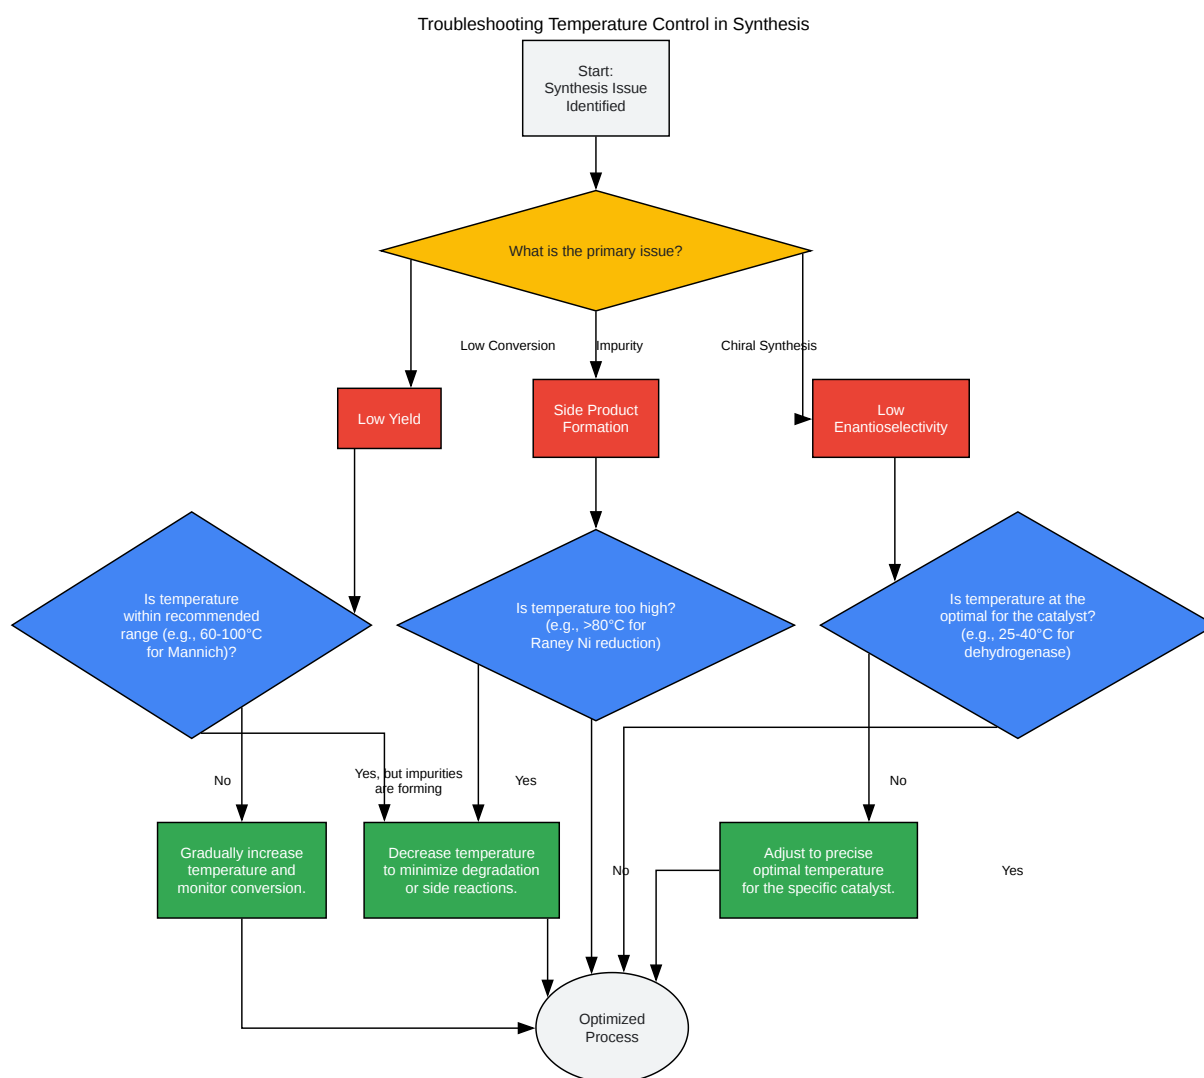 Troubleshooting Temperature Control in Synthesis
Start:
Synthesis Issue
Identified
What is the primary issue?
Low Conversion
Impurity
Chiral Synthesis
Low Yield
Side Product
Formation
Low
Enantioselectivity
Is temperature
within recommended
range (e.g., 60-100°C
for Mannich)?
Is temperature too high?
(e.g., >80°C for
Raney Ni reduction)
Is temperature at the
optimal for the catalyst?
(e.g., 25-40°C for
dehydrogenase)
No
Yes, but impurities
are forming
Yes
No
Gradually increase
temperature and
monitor conversion.
Decrease temperature
to minimize degradation
or side reactions.
No
Adjust to precise
optimal temperature
for the specific catalyst.
Yes
Optimized
Process